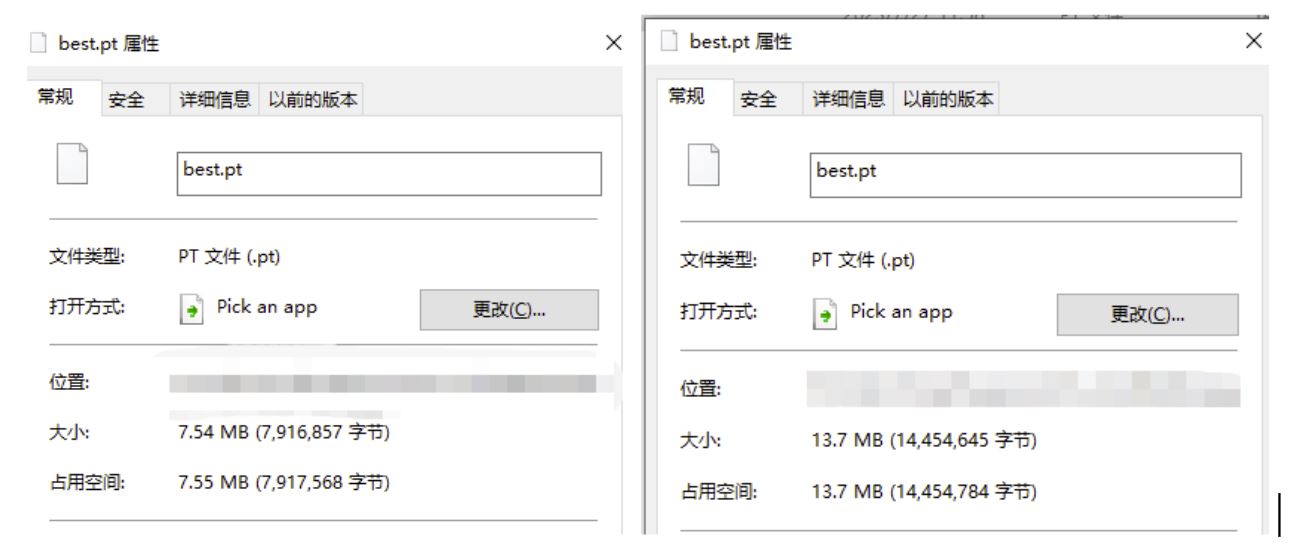 best.pt 属性
常规 安全 详细信息 以前的版本
best.pt
文件类型: PT 文件 (.pt)
打开方式: Pick an app 更改(C)...
位置:
大小: 7.54 MB (7,916,857 字节)
占用空间: 7.55 MB (7,917,568 字节)
best.pt 属性
常规 安全 详细信息 以前的版本
best.pt
文件类型: PT 文件 (.pt)
打开方式: Pick an app 更改(C)...
位置:
大小: 13.7 MB (14,454,645 字节)
占用空间: 13.7 MB (14,454,784 字节)